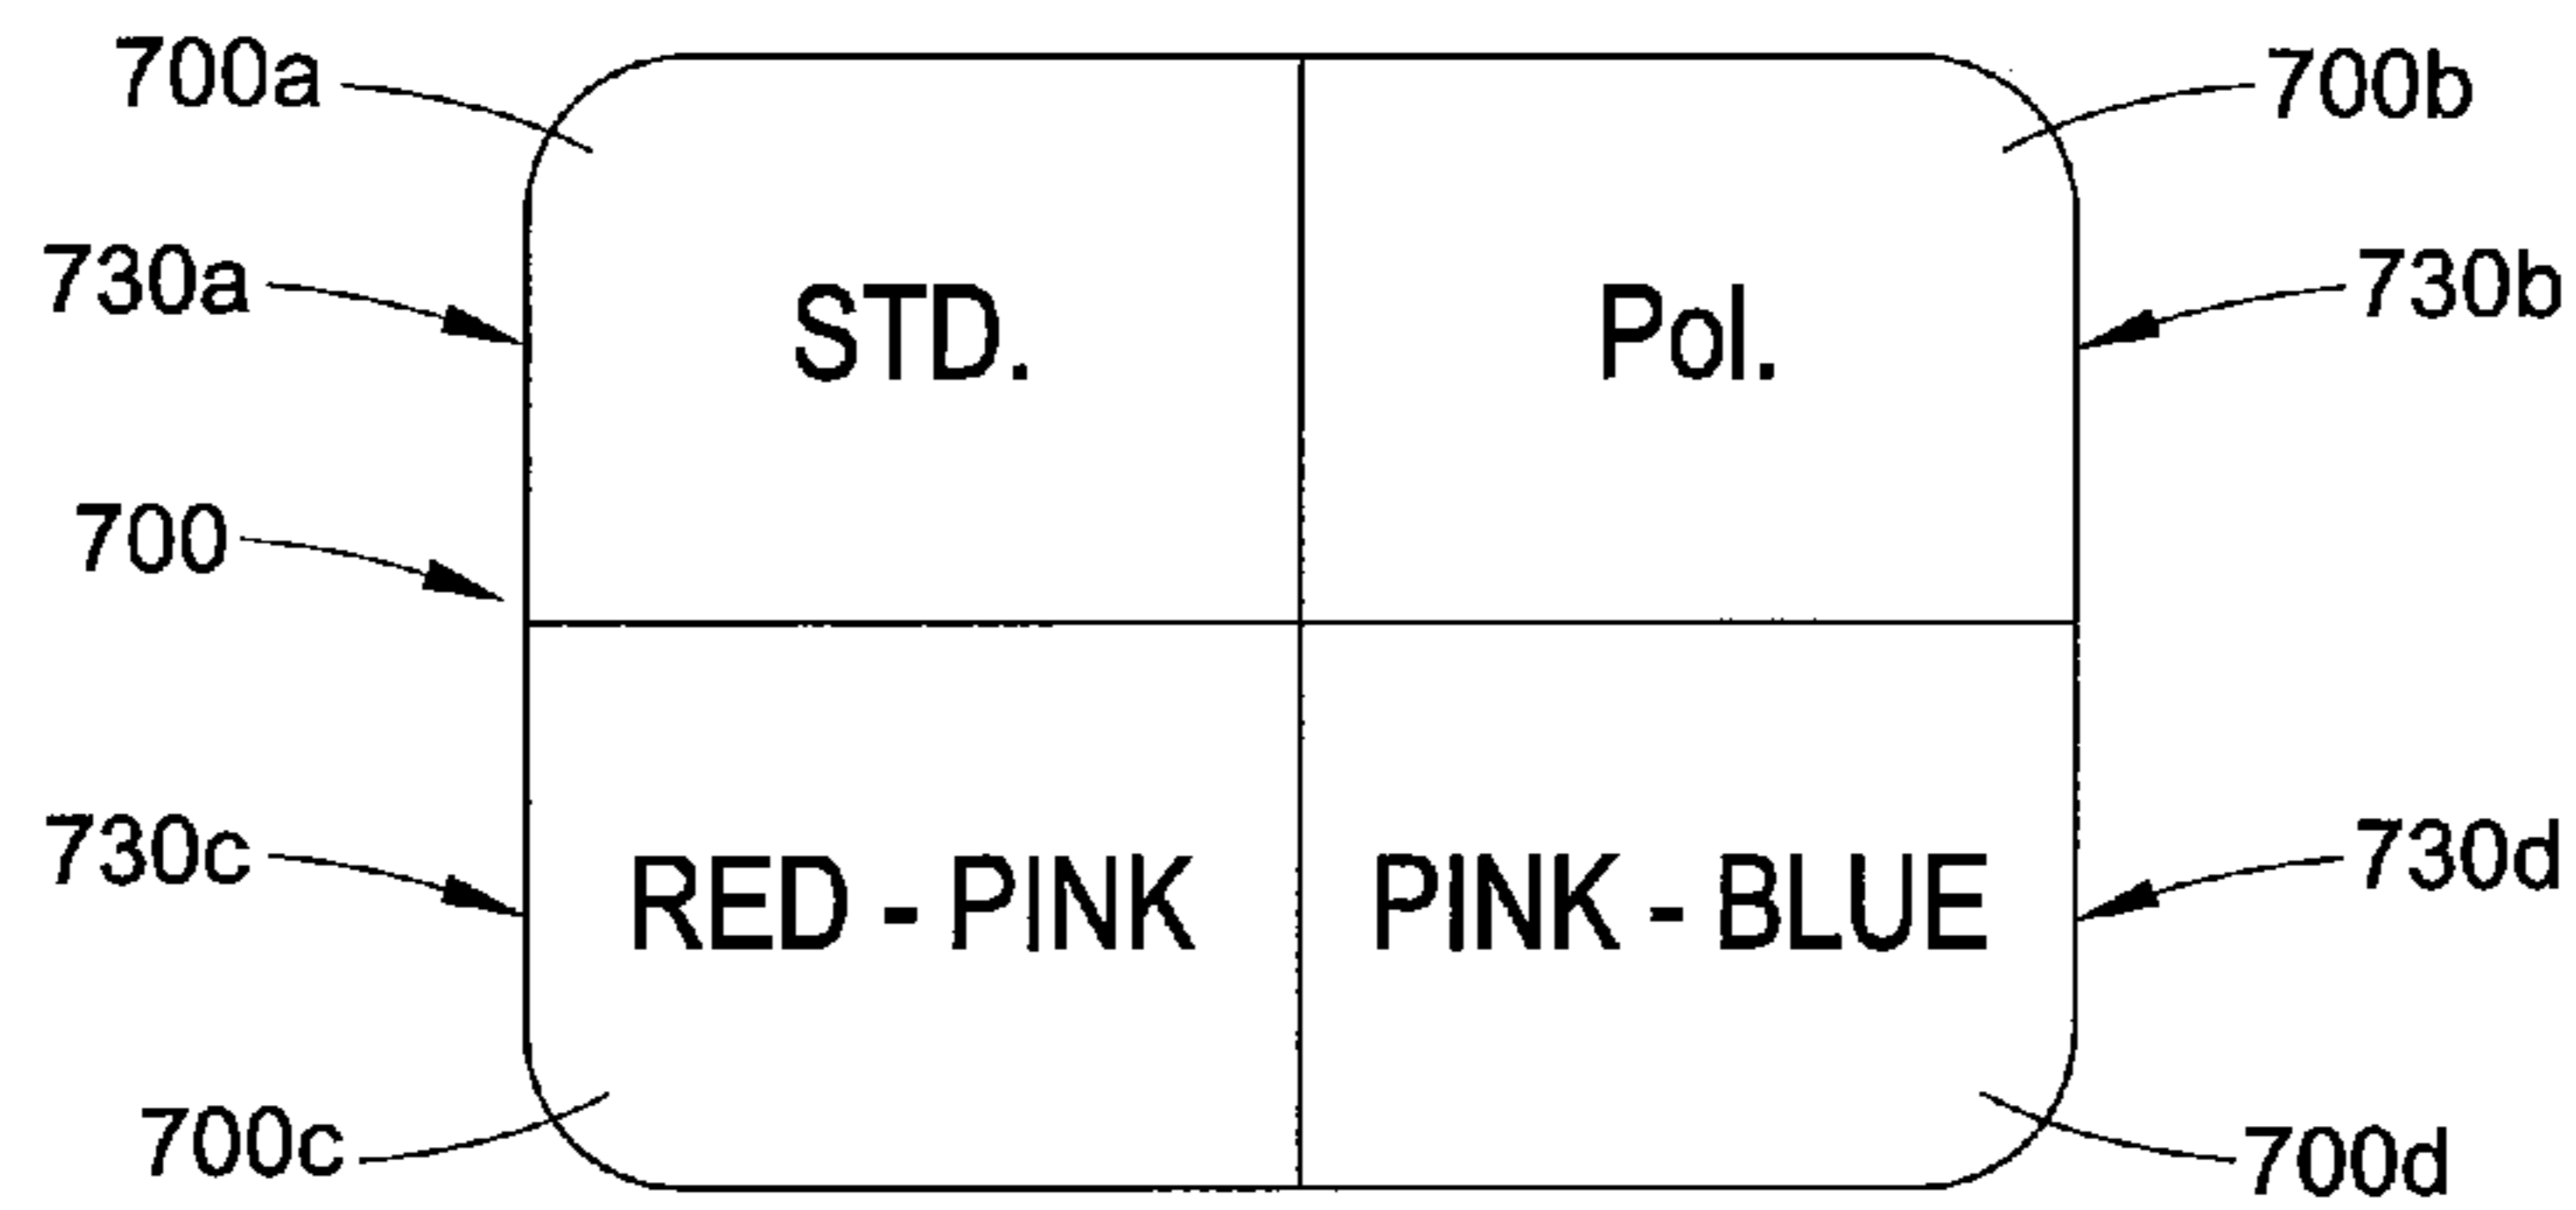 700a
700b
730a
STD.
Pol.
730b
700
730c
RED - PINK
PINK - BLUE
730d
700c
700d